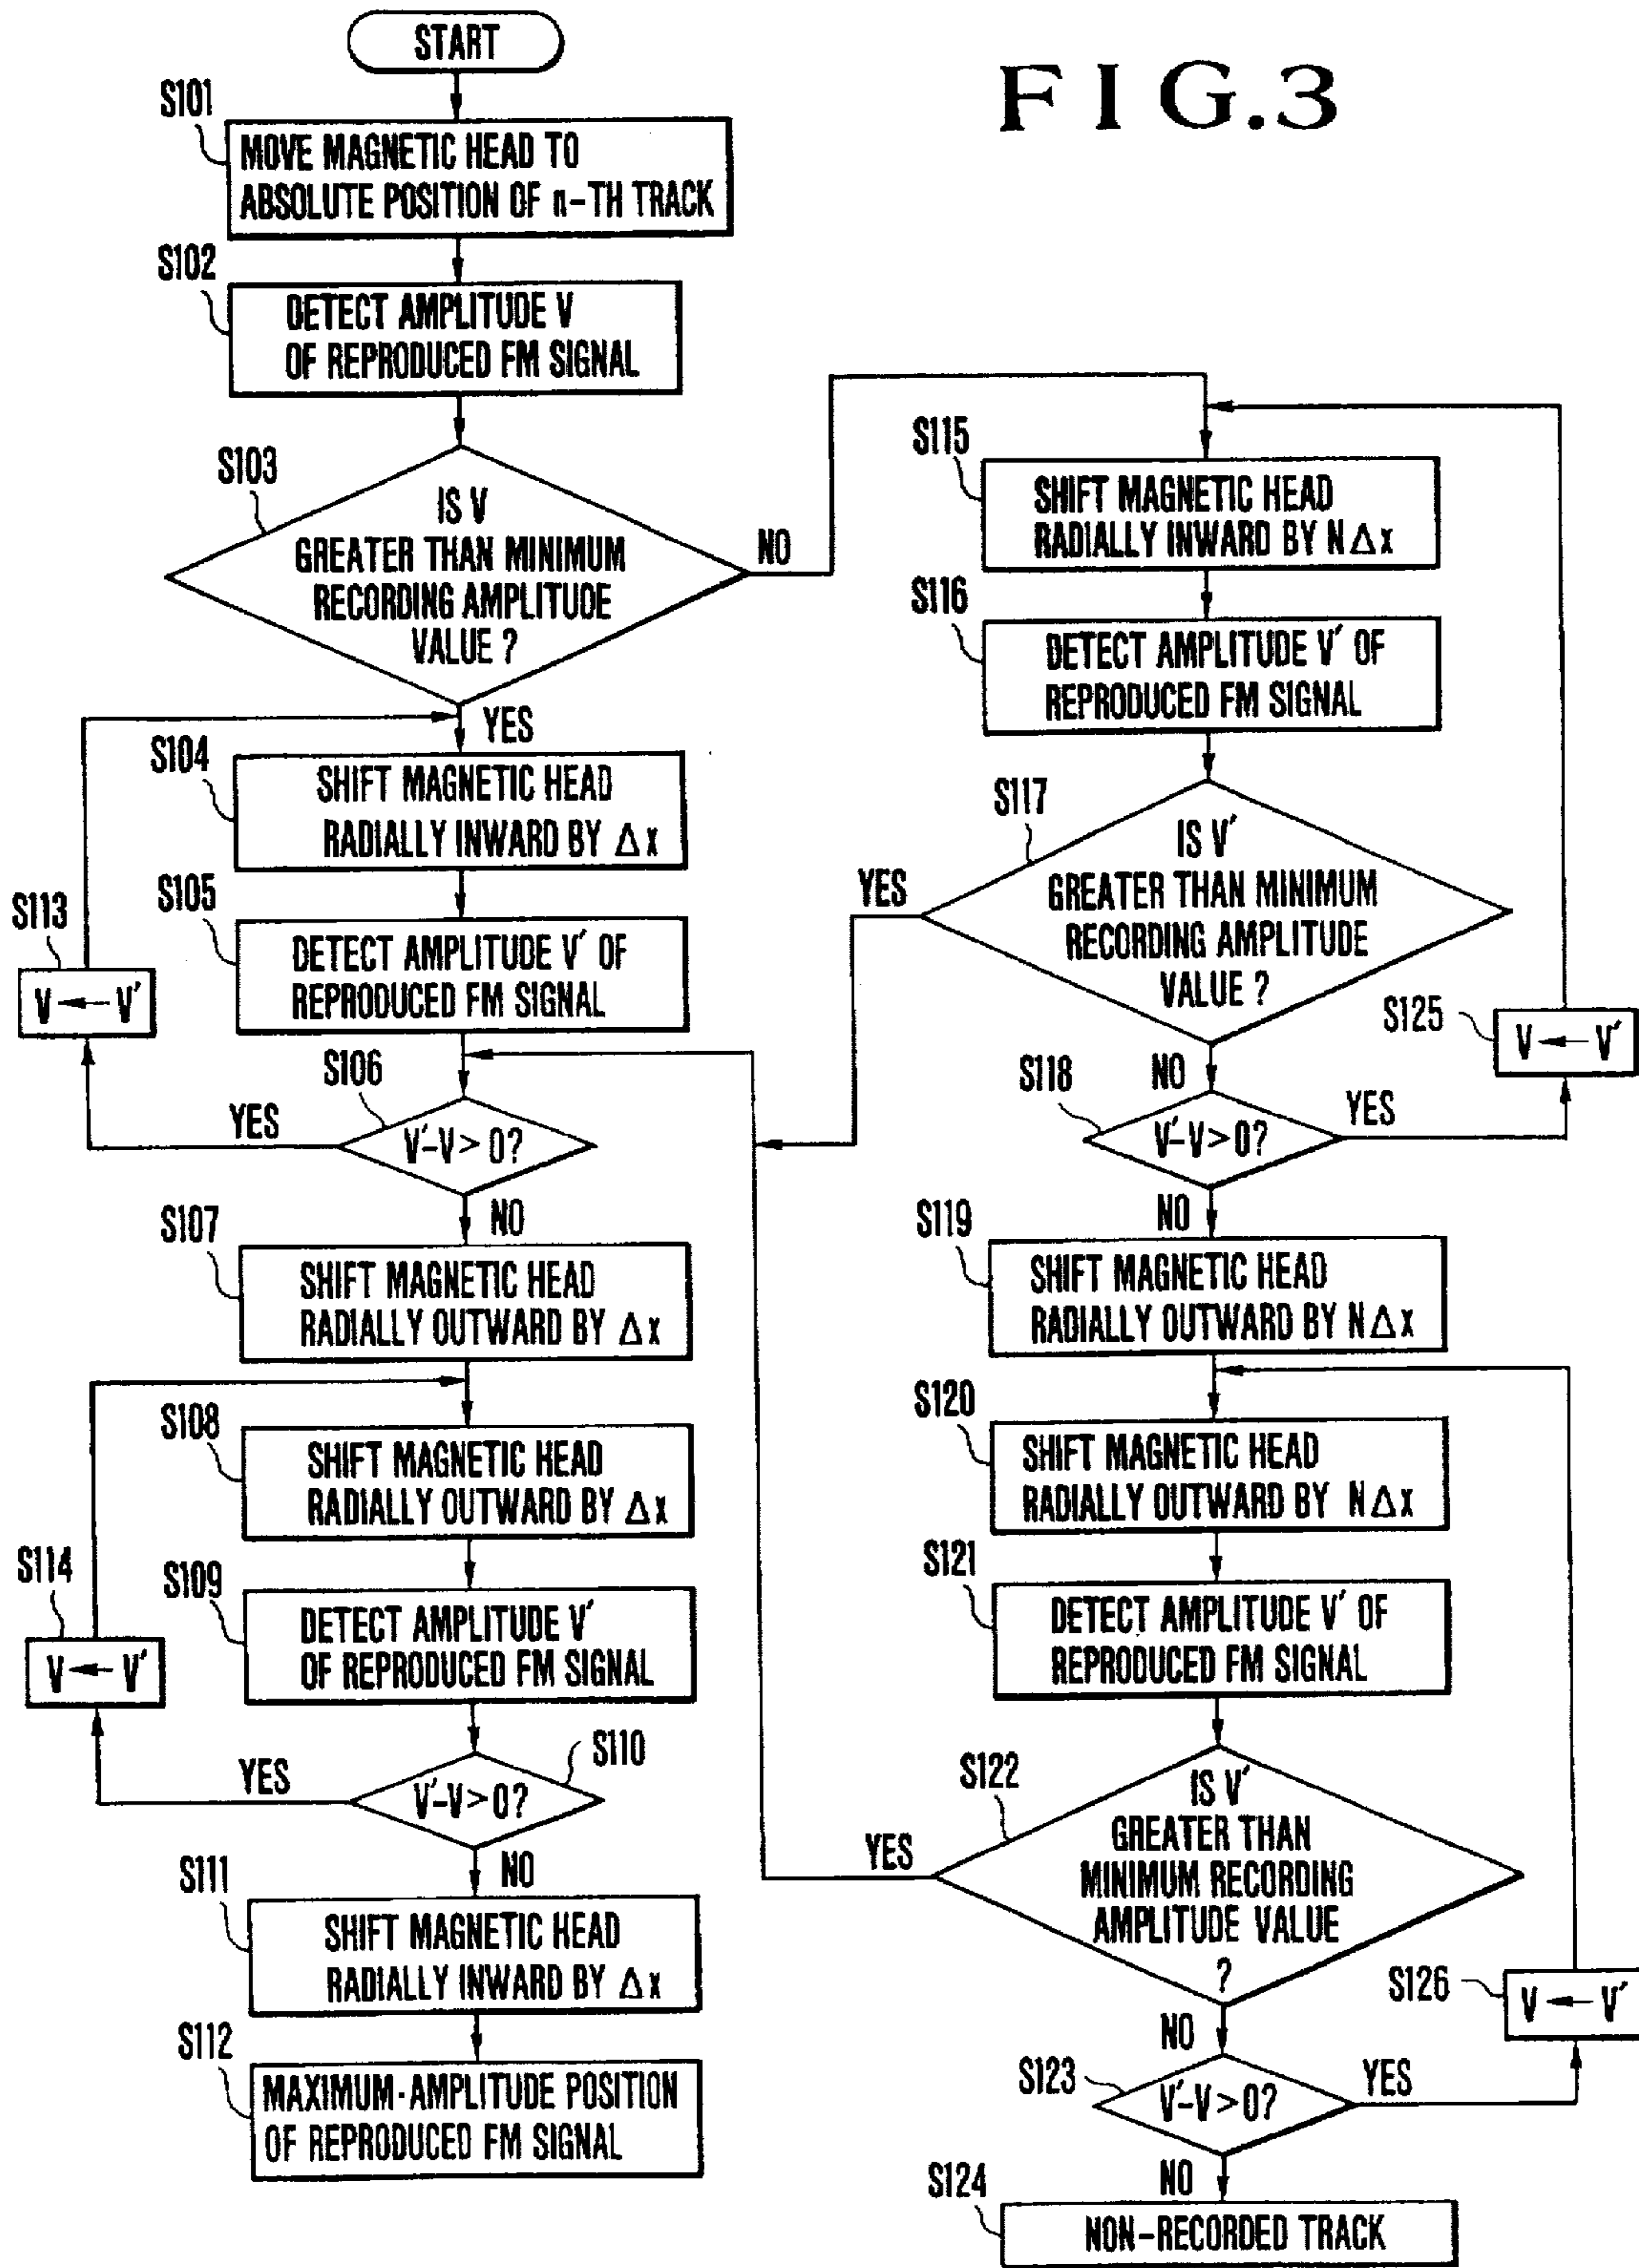 FIG.3
START
S101
MOVE MAGNETIC HEAD TO
ABSOLUTE POSITION OF n-TH TRACK
S102
DETECT AMPLITUDE V
OF REPRODUCED FM SIGNAL
S103
IS V
GREATER THAN MINIMUM
RECORDING AMPLITUDE
VALUE ?
NO
YES
S104
SHIFT MAGNETIC HEAD
RADIALLY INWARD BY Δx
S105
DETECT AMPLITUDE V' OF
REPRODUCED FM SIGNAL
S113
V ← V'
S106
V'-V > 0?
YES
NO
S107
SHIFT MAGNETIC HEAD
RADIALLY OUTWARD BY Δx
S108
SHIFT MAGNETIC HEAD
RADIALLY OUTWARD BY Δx
S109
DETECT AMPLITUDE V'
OF REPRODUCED FM SIGNAL
S114
V ← V'
S110
V'-V > 0?
YES
NO
S111
SHIFT MAGNETIC HEAD
RADIALLY INWARD BY Δx
S112
MAXIMUM-AMPLITUDE POSITION
OF REPRODUCED FM SIGNAL
S115
SHIFT MAGNETIC HEAD
RADIALLY INWARD BY NΔx
S116
DETECT AMPLITUDE V' OF
REPRODUCED FM SIGNAL
S117
IS V'
GREATER THAN MINIMUM
RECORDING AMPLITUDE
VALUE ?
YES
NO
S125
V ← V'
S118
V'-V > 0?
YES
NO
S119
SHIFT MAGNETIC HEAD
RADIALLY OUTWARD BY NΔx
S120
SHIFT MAGNETIC HEAD
RADIALLY OUTWARD BY NΔx
S121
DETECT AMPLITUDE V' OF
REPRODUCED FM SIGNAL
S122
IS V'
GREATER THAN
MINIMUM RECORDING
AMPLITUDE VALUE
?
YES
NO
S126
V ← V'
S123
V'-V > 0?
YES
NO
S124
NON-RECORDED TRACK